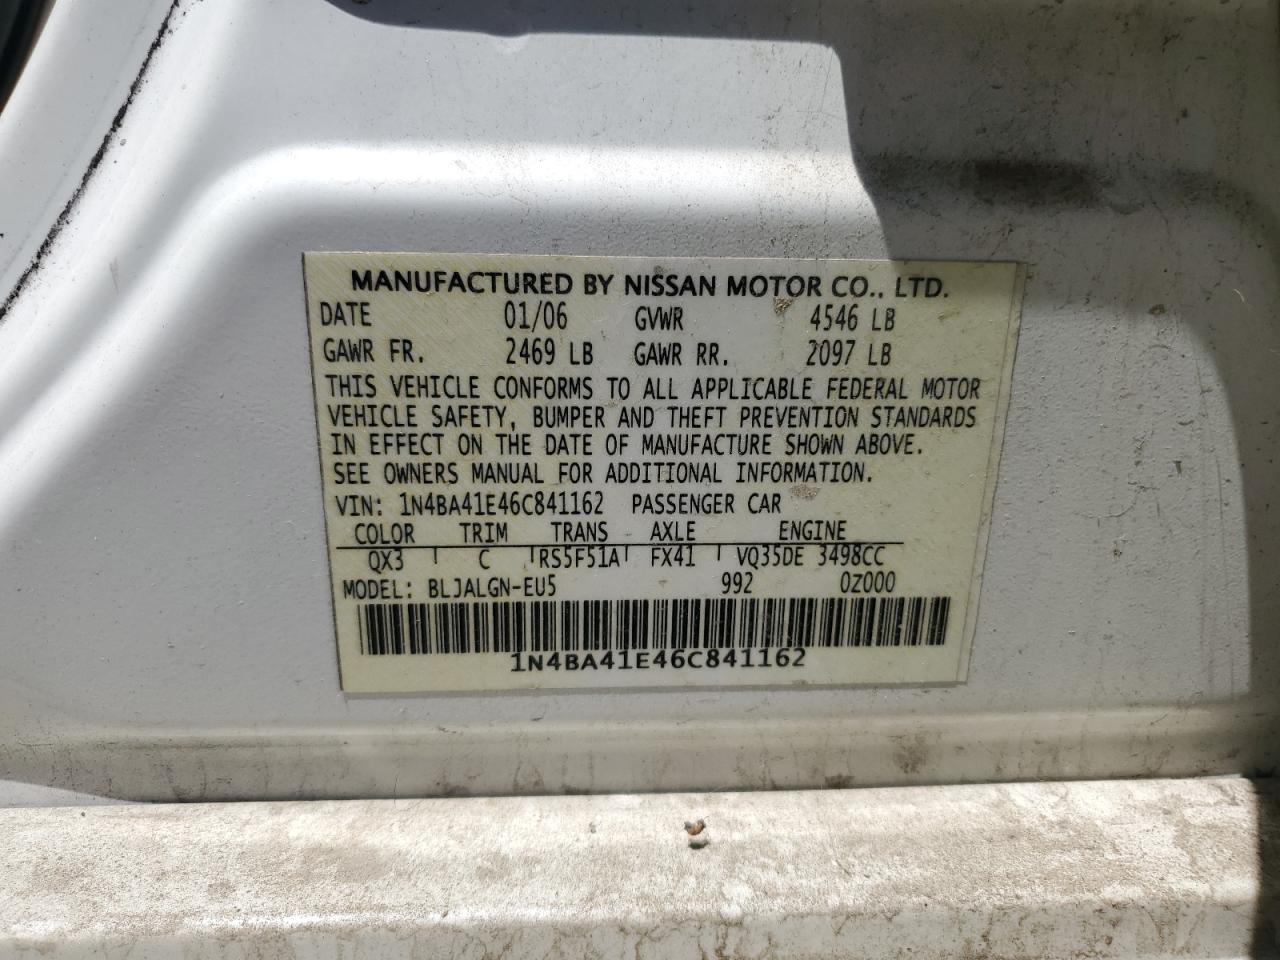 MANUFACTURED BY NISSAN MOTOR CO., LTD.
DATE 01/06 GVWR 4546 LB
GAWR FR. 2469 LB GAWR RR. 2097 LB
THIS VEHICLE CONFORMS TO ALL APPLICABLE FEDERAL MOTOR
VEHICLE SAFETY, BUMPER AND THEFT PREVENTION STANDARDS
IN EFFECT ON THE DATE OF MANUFACTURE SHOWN ABOVE.
SEE OWNERS MANUAL FOR ADDITIONAL INFORMATION.
VIN: 1N4BA41E46C841162 PASSENGER CAR
COLOR TRIM TRANS AXLE ENGINE
QX3 C RS5F51A FX41 VQ35DE 3498CC
MODEL: BLJALGN-EU5 992 0Z000
1N4BA41E46C841162